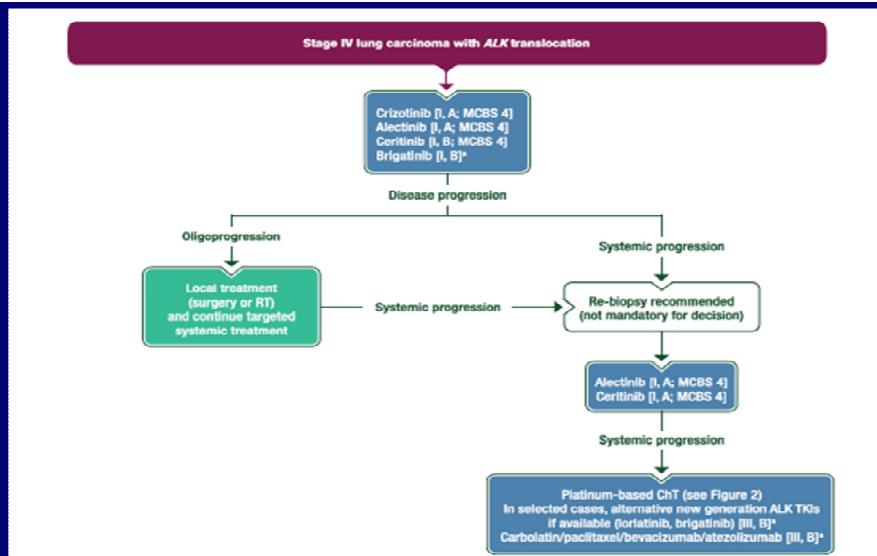 Stage IV lung carcinoma with ALK translocation
Crizotinib [I, A; MCBS 4]
Alectinib [I, A; MCBS 4]
Ceritinib [I, B; MCBS 4]
Brigatinib [I, B]ᵃ
Disease progression
Oligoprogression
Systemic progression
Local treatment
(surgery or RT)
and continue targeted
systemic treatment
Systemic progression
Re-biopsy recommended
(not mandatory for decision)
Alectinib [I, A; MCBS 4]
Ceritinib [I, A; MCBS 4]
Systemic progression
Platinum-based ChT (see Figure 2)
In selected cases, alternative new generation ALK TKIs
if available (lorlatinib, brigatinib) [III, B]ᵃ
Carbolatin/paclitaxel/bevacizumab/atezolizumab [III, B]ᵃ